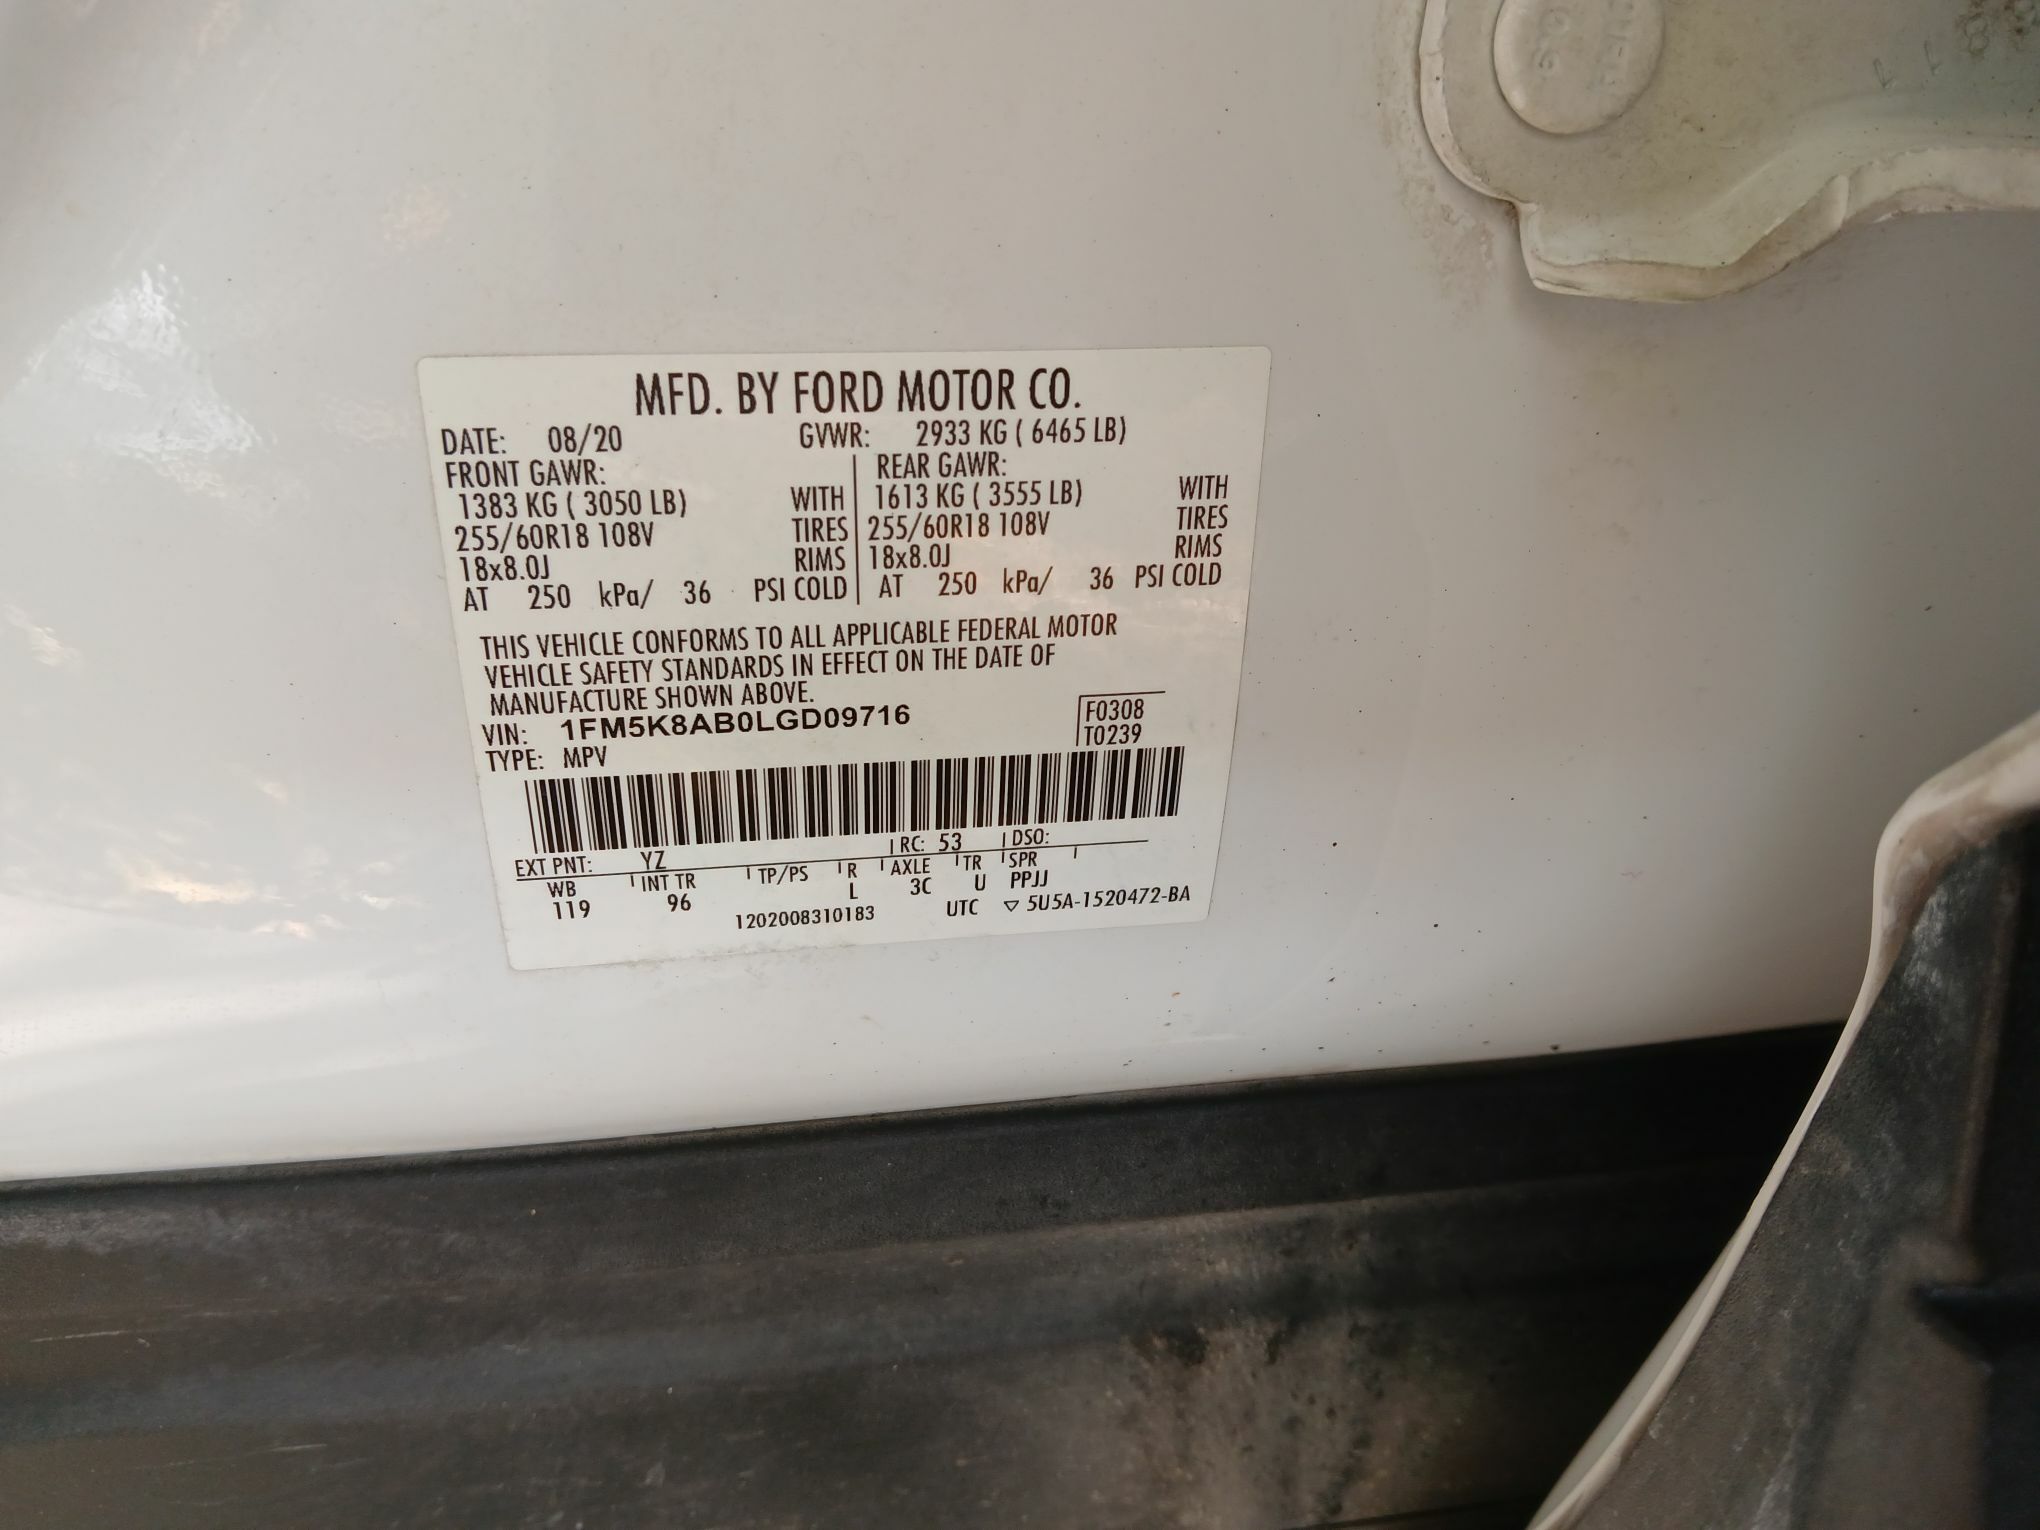 MFD. BY FORD MOTOR CO.
DATE: 08/20 GVWR: 2933 KG ( 6465 LB)
FRONT GAWR: REAR GAWR:
1383 KG ( 3050 LB) WITH 1613 KG ( 3555 LB) WITH
255/60R18 108V TIRES 255/60R18 108V TIRES
18x8.0J RIMS 18x8.0J RIMS
AT 250 kPa/ 36 PSI COLD AT 250 kPa/ 36 PSI COLD
THIS VEHICLE CONFORMS TO ALL APPLICABLE FEDERAL MOTOR
VEHICLE SAFETY STANDARDS IN EFFECT ON THE DATE OF
MANUFACTURE SHOWN ABOVE.
VIN: 1FM5K8AB0LGD09716 F0308
TYPE: MPV T0239
EXT PNT: YZ RC: 53 DSO:
WB INT TR TP/PS R AXLE TR SPR
119 96 L 3C U PPJJ
1202008310183 UTC ▽ 5U5A-1520472-BA